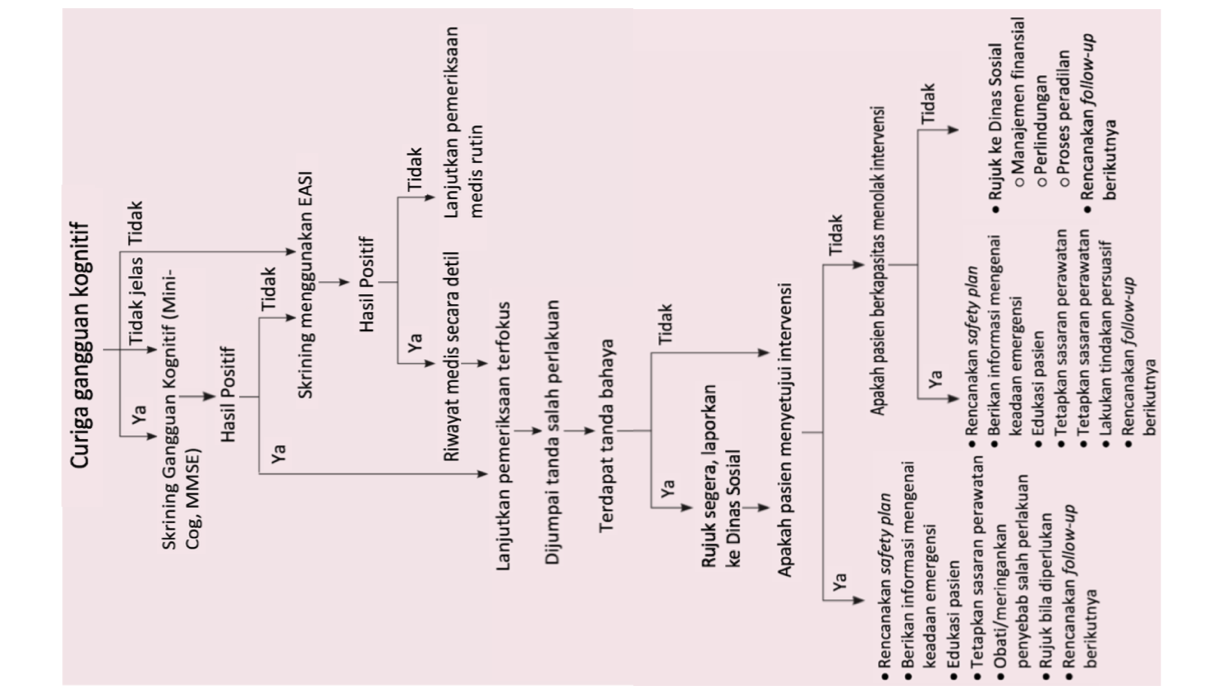 Curiga gangguan kognitif
Ya
Tidak jelas
Tidak
Skrining Gangguan Kognitif (Mini-
Cog, MMSE)
Hasil Positif
Ya
Tidak
Skrining menggunakan EASI
Hasil Positif
Ya
Tidak
Riwayat medis secara detil
Lanjutkan pemeriksaan
medis rutin
Lanjutkan pemeriksaan terfokus
Dijumpai tanda salah perlakuan
Terdapat tanda bahaya
Ya
Tidak
Rujuk segera, laporkan
ke Dinas Sosial
Apakah pasien menyetujui intervensi
Ya
Tidak
• Rencanakan safety plan
• Berikan informasi mengenai
keadaan emergensi
• Edukasi pasien
• Tetapkan sasaran perawatan
• Obati/meringankan
penyebab salah perlakuan
• Rujuk bila diperlukan
• Rencanakan follow-up
berikutnya
Apakah pasien berkapasitas menolak intervensi
Ya
Tidak
• Rencanakan safety plan
• Berikan informasi mengenai
keadaan emergensi
• Edukasi pasien
• Tetapkan sasaran perawatan
• Tetapkan sasaran perawatan
• Lakukan tindakan persuasif
• Rencanakan follow-up
berikutnya
• Rujuk ke Dinas Sosial
○ Manajemen finansial
○ Perlindungan
○ Proses peradilan
• Rencanakan follow-up
berikutnya